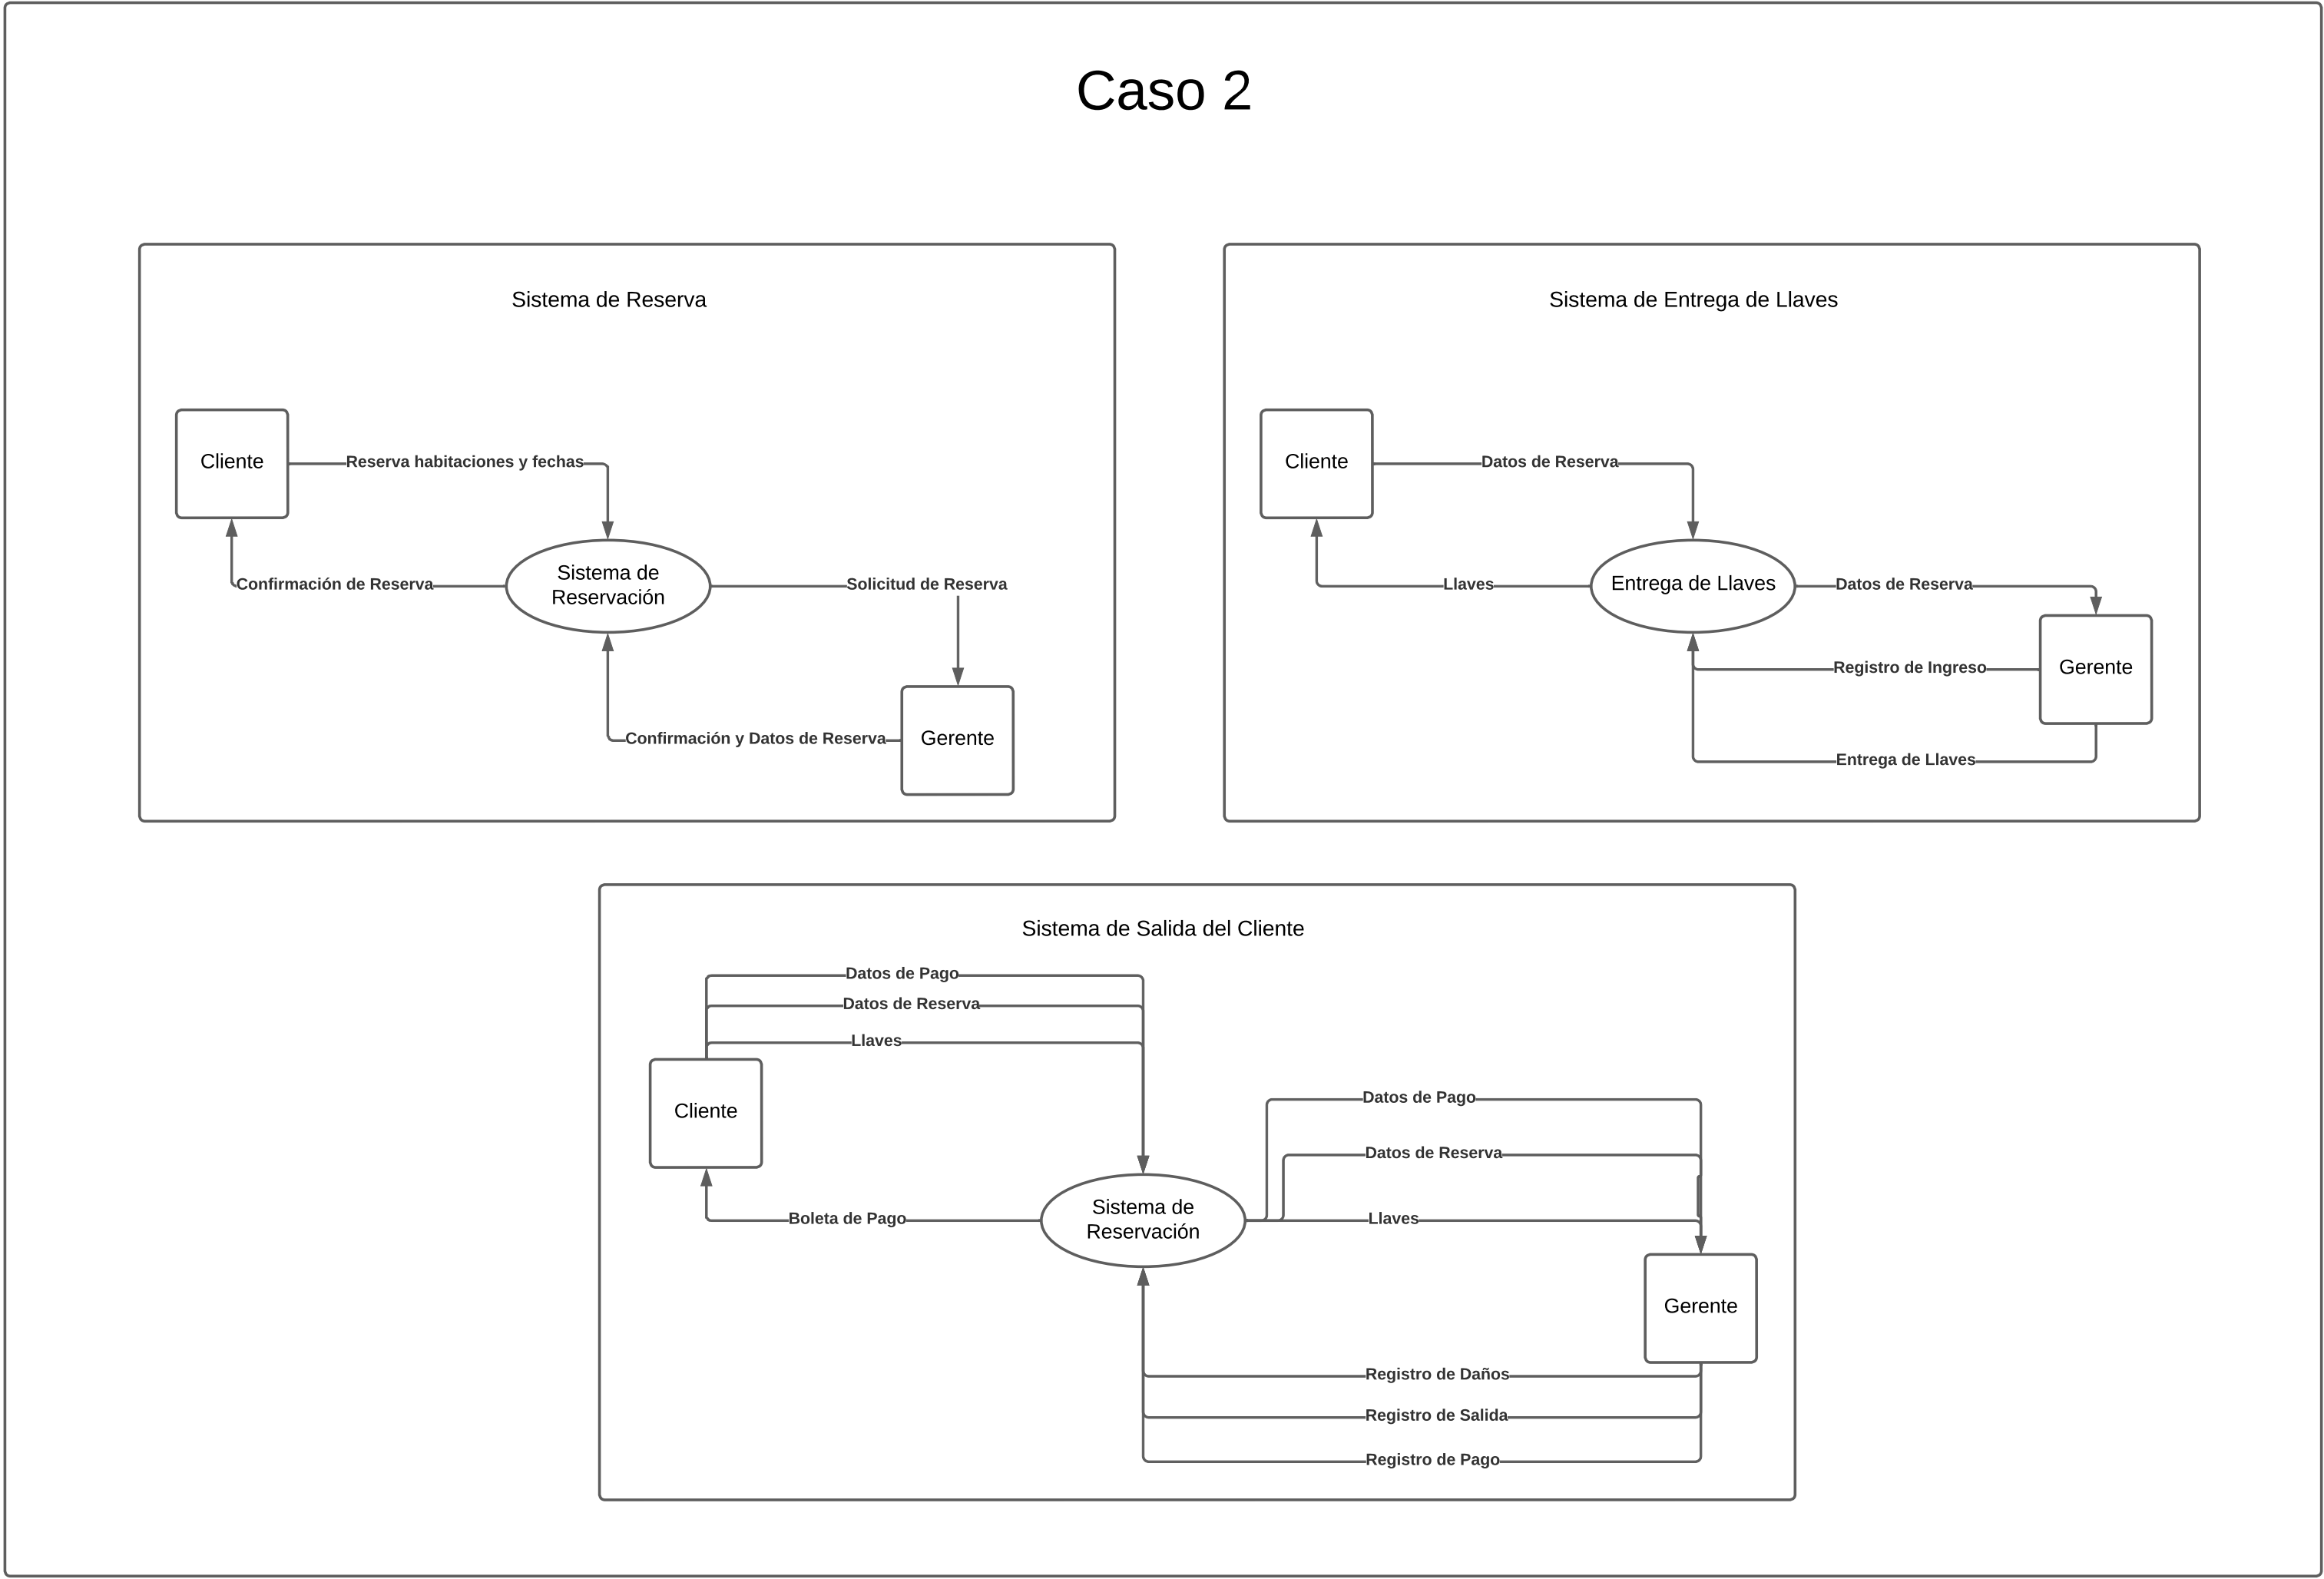 Caso 2
Sistema de Reserva
Cliente
Reserva habitaciones y fechas
Confirmación de Reserva
Sistema de
Reservación
Solicitud de Reserva
Confirmación y Datos de Reserva
Gerente
Sistema de Entrega de Llaves
Cliente
Datos de Reserva
Llaves
Entrega de Llaves
Datos de Reserva
Registro de Ingreso
Gerente
Entrega de Llaves
Sistema de Salida del Cliente
Datos de Pago
Datos de Reserva
Llaves
Cliente
Boleta de Pago
Sistema de
Reservación
Datos de Pago
Datos de Reserva
Llaves
Gerente
Registro de Daños
Registro de Salida
Registro de Pago